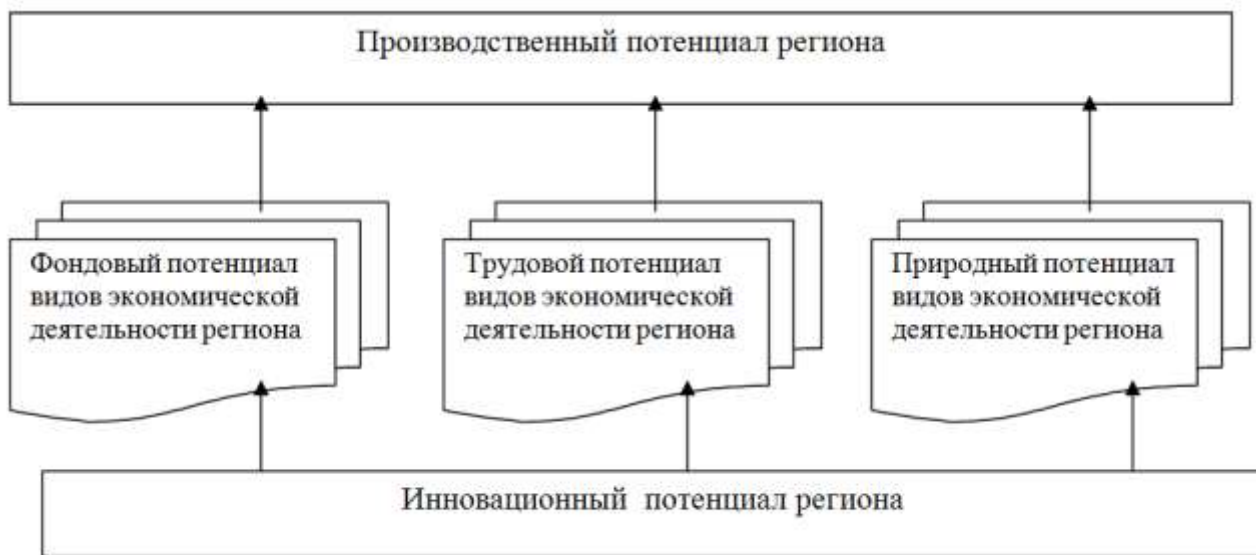 Производственный потенциал региона
Фондовый потенциал
видов экономической
деятельности региона
Трудовой потенциал
видов экономической
деятельности региона
Природный потенциал
видов экономической
деятельности региона
Инновационный потенциал региона